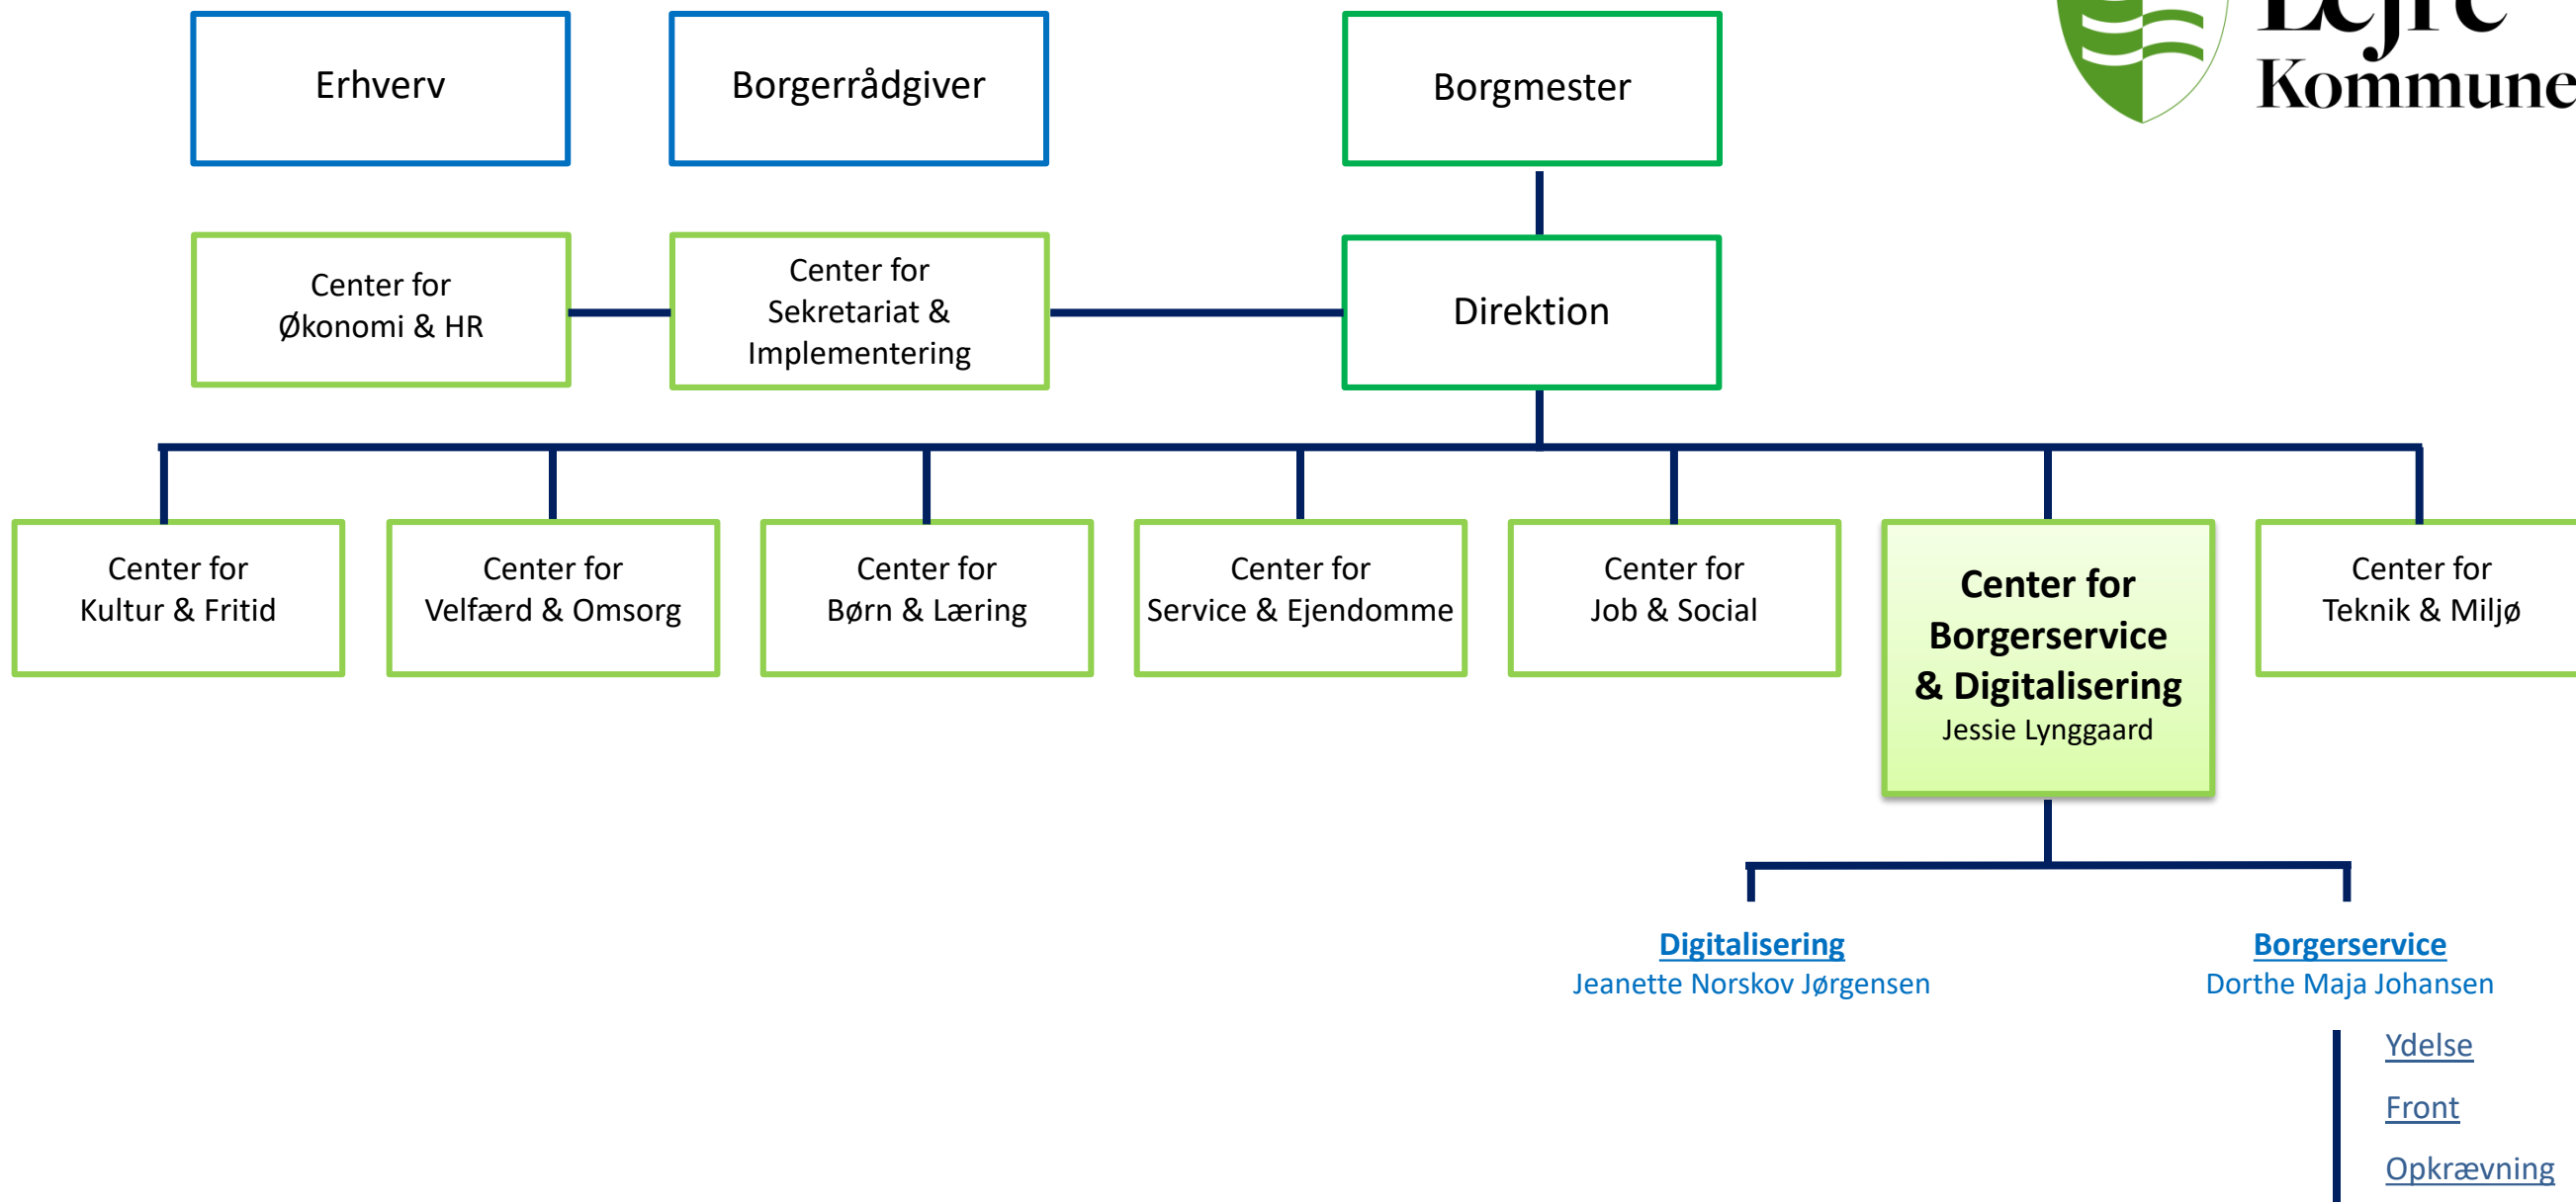 Lejre
Kommune
Erhverv
Borgerrådgiver
Borgmester
Center for
Økonomi & HR
Center for
Sekretariat &
Implementering
Direktion
Center for
Kultur & Fritid
Center for
Velfærd & Omsorg
Center for
Børn & Læring
Center for
Service & Ejendomme
Center for
Job & Social
Center for
Borgerservice
& Digitalisering
Jessie Lynggaard
Center for
Teknik & Miljø
Digitalisering
Jeanette Norskov Jørgensen
Borgerservice
Dorthe Maja Johansen
Ydelse
Front
Opkrævning